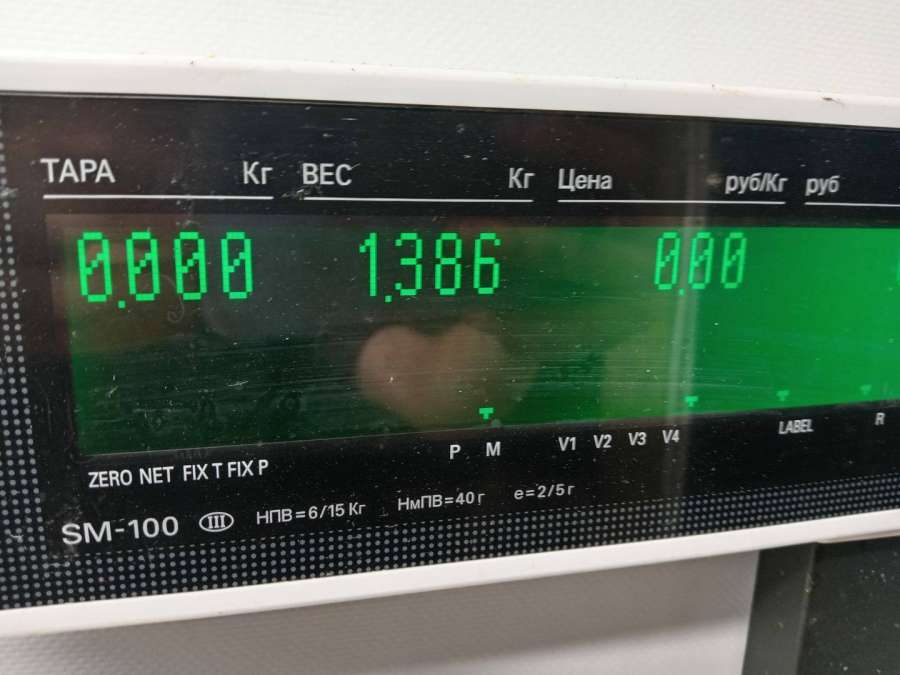 ТАРА Кг ВЕС Кг Цена руб/Кг руб
0.000 1.386 0.00
P M V1 V2 V3 V4 LABEL R
ZERO NET FIX T FIX P
SM-100 III НПВ=6/15 Кг НмПВ=40 г e=2/5 г